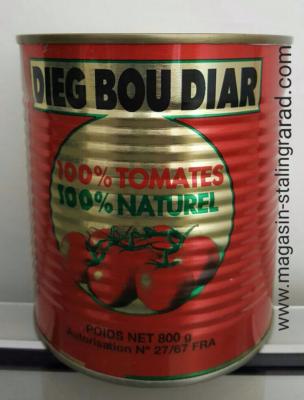 DIEG BOU DIAR
100% TOMATES
100% NATUREL
POIDS NET 800 g
Autorisation N° 27/67 FRA
www.magasin-stalingrarad.com